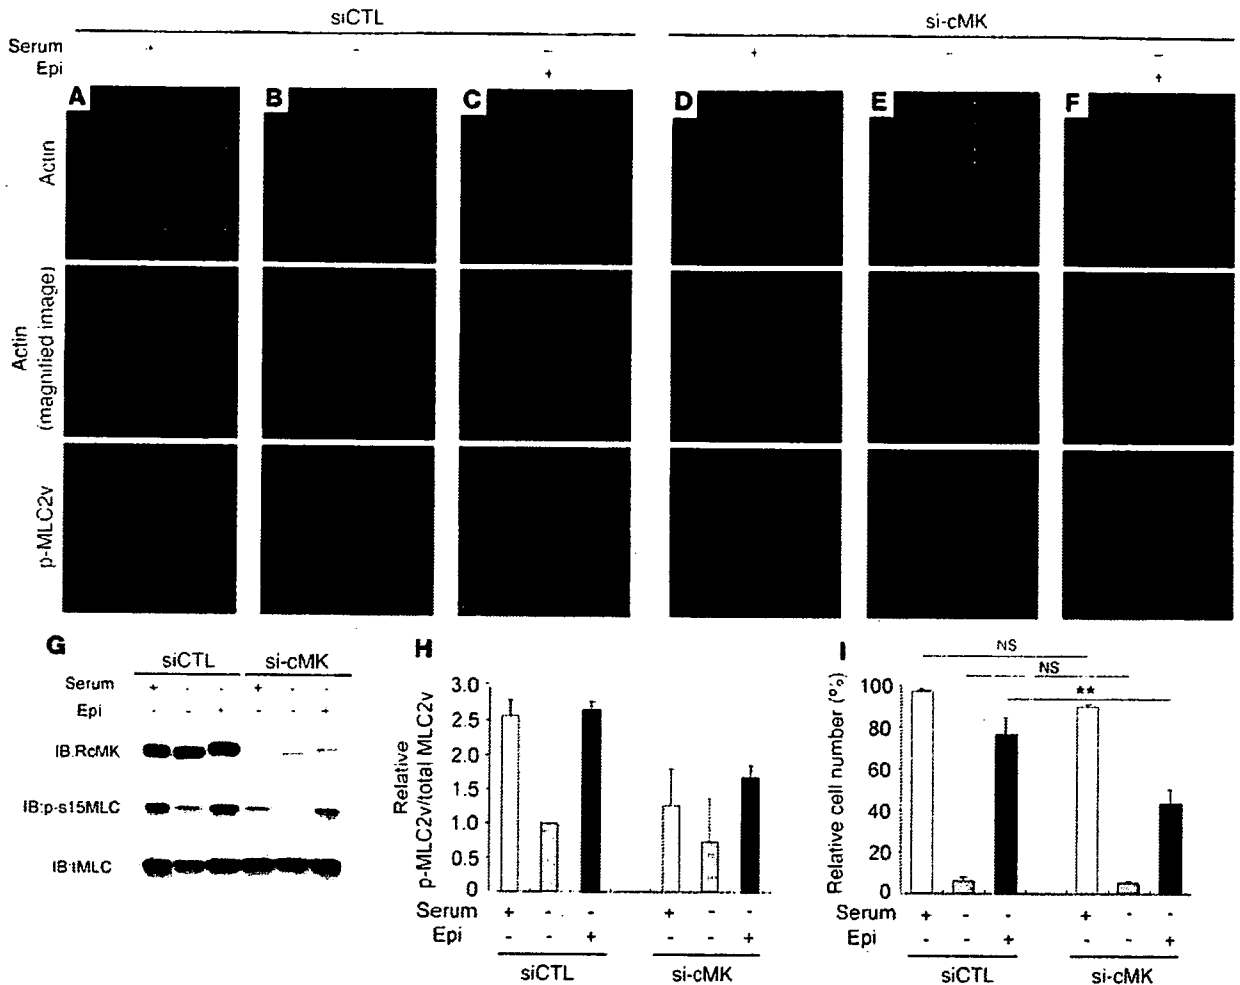 siCTL
si-cMK
Serum + - - + - -
Epi + +
A B C D E F
Actin
Actin
(magnified image)
p-MLC2v
G
siCTL si-cMK
Serum + - - + - -
Epi - - + - - +
IB:RcMK
IB:p-s15MLC
IB:tMLC
H
Relative
p-MLC2v/total MLC2v
3.0
2.5
2.0
1.5
1.0
0.5
0
Serum + - - + - -
Epi - - + - - +
siCTL si-cMK
I
NS
NS
**
Relative cell number (%)
100
80
60
40
20
0
Serum + - - + - -
Epi - - + - - +
siCTL si-cMK